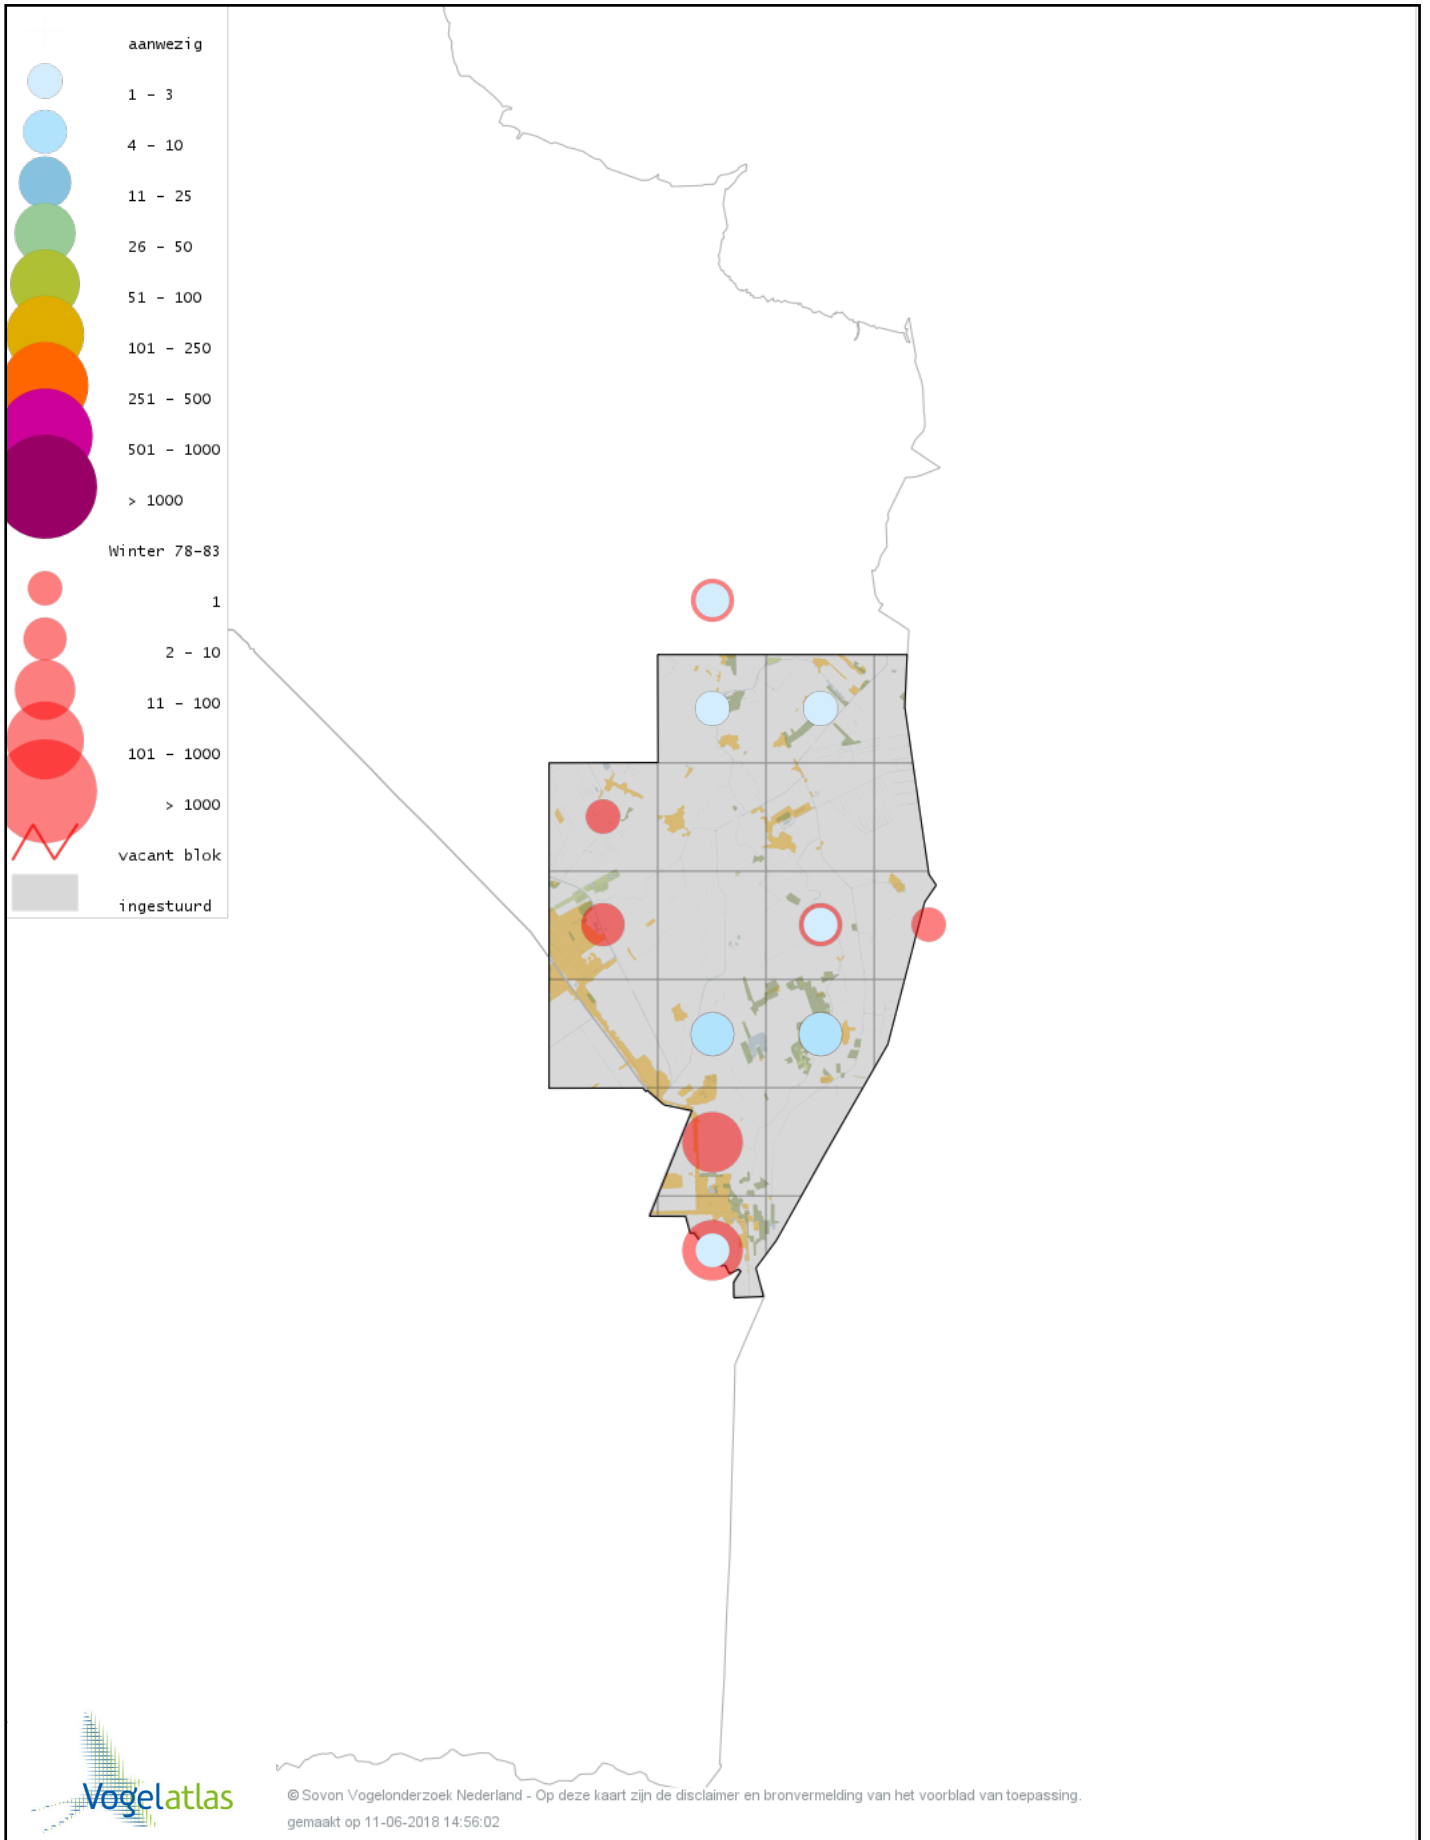 aanwezig
1 – 3
4 – 10
11 – 25
26 – 50
51 – 100
101 – 250
251 – 500
501 – 1000
> 1000
Winter 78–83
1
2 – 10
11 – 100
101 – 1000
> 1000
vacant blok
ingestuurd
Vogelatlas
© Sovon Vogelonderzoek Nederland - Op deze kaart zijn de disclaimer en bronvermelding van het voorblad van toepassing.
gemaakt op 11-06-2018 14:56:02